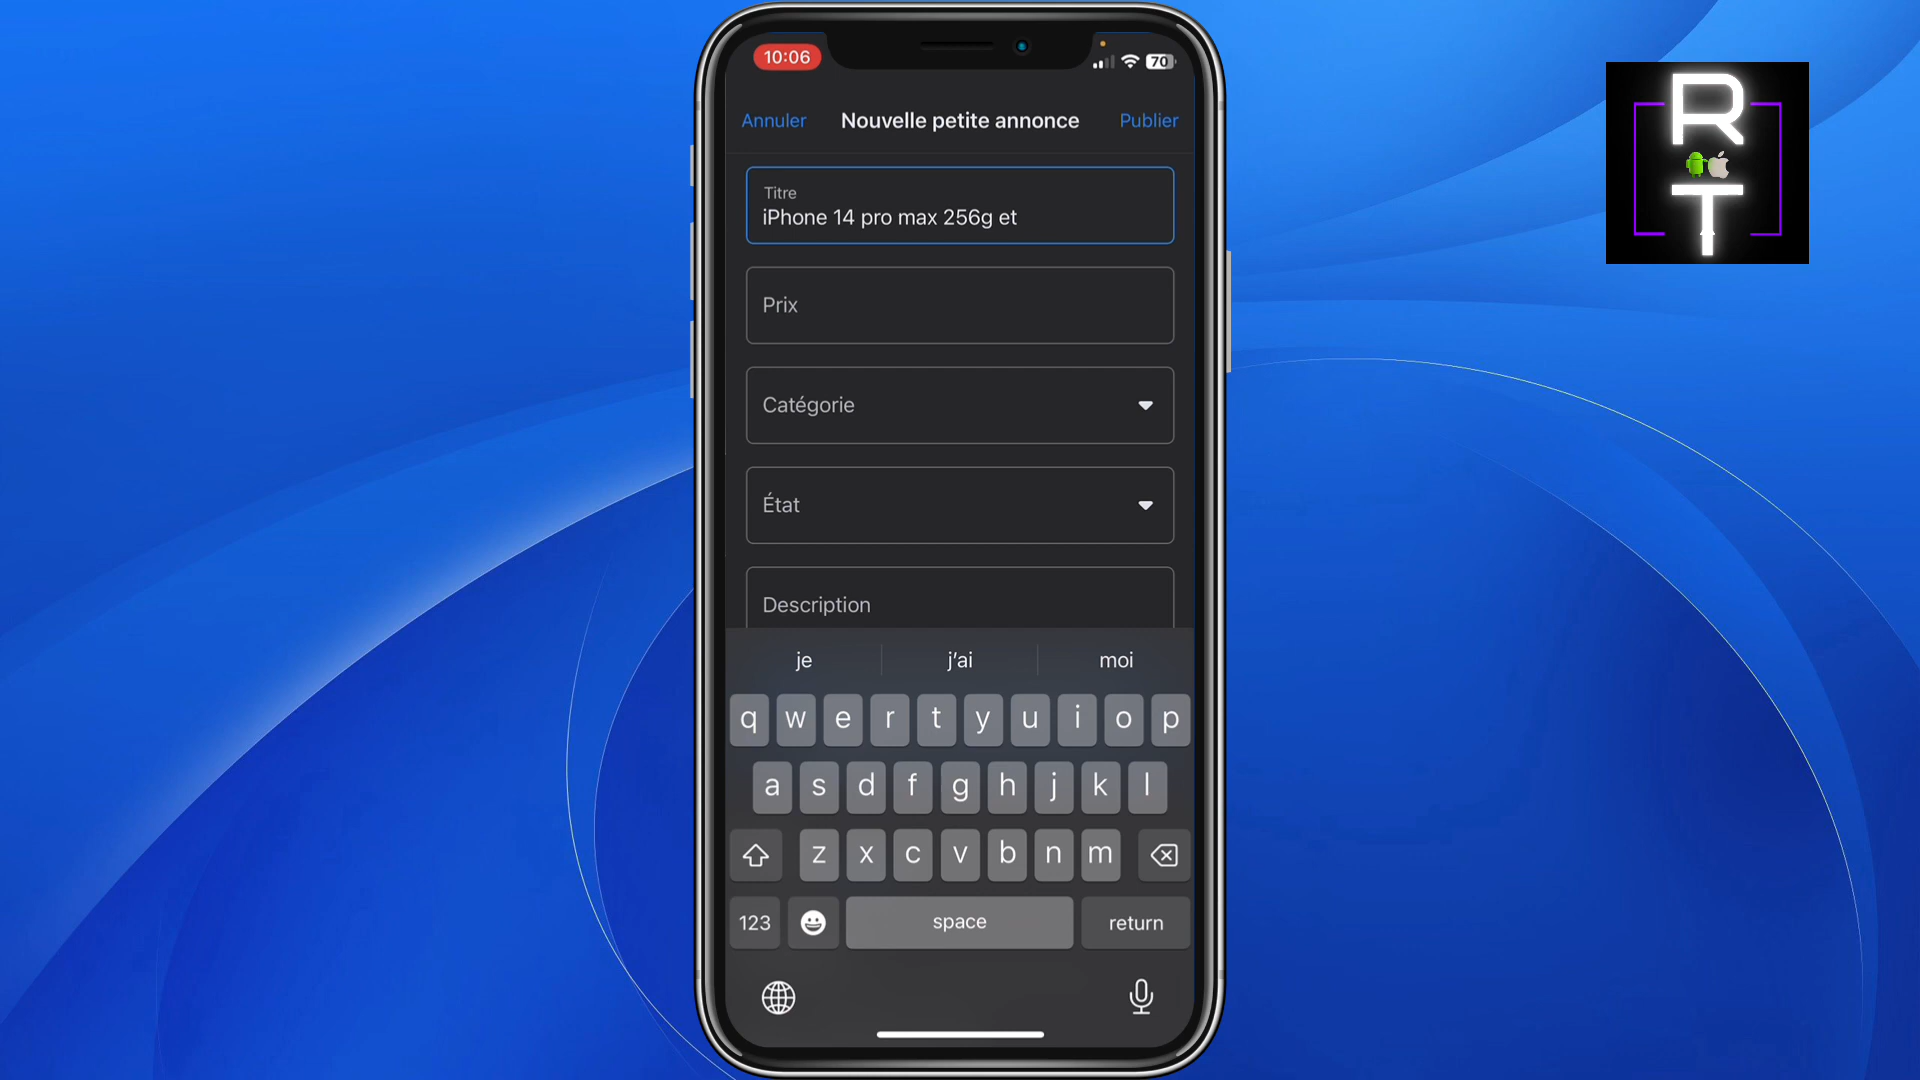 10:06
70
Annuler
Nouvelle petite annonce
Publier
Titre
iPhone 14 pro max 256g et
Prix
Catégorie
État
Description
je
j’ai
moi
q w e r t y u i o p
a s d f g h j k l
z x c v b n m
123
space
return
R
T